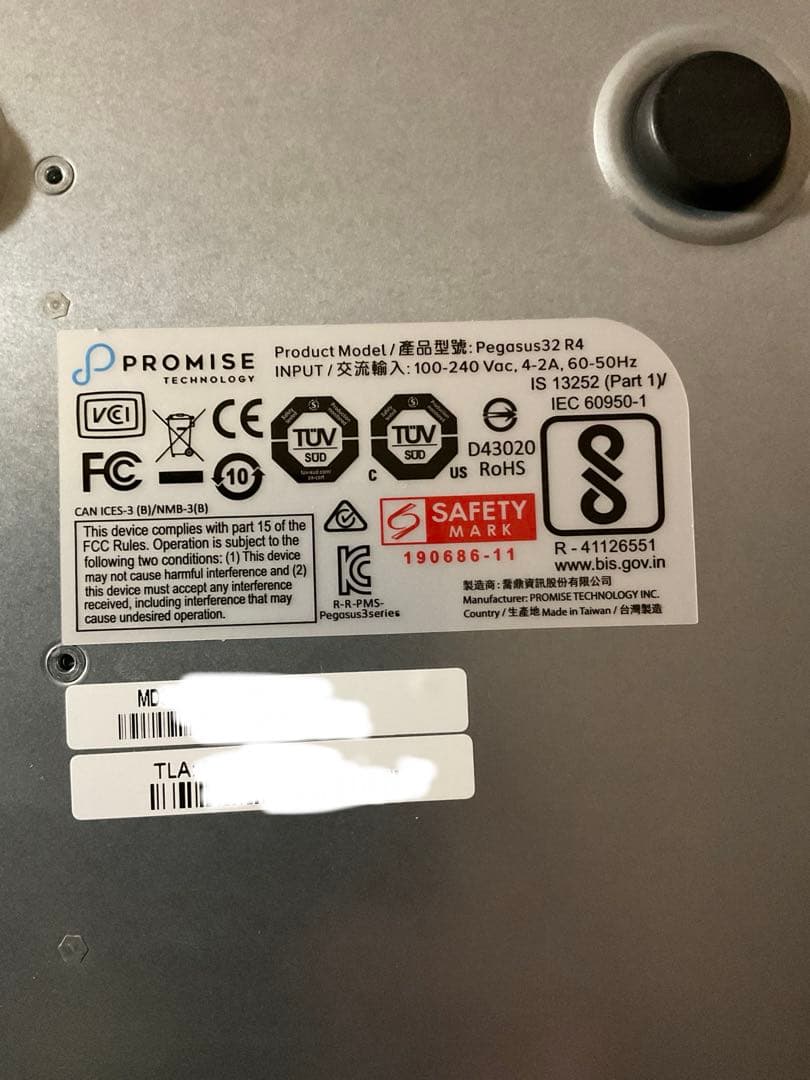 PROMISE
TECHNOLOGY
Product Model / 產品型號: Pegasus32 R4
INPUT / 交流輸入: 100-240 Vac, 4-2A, 60-50Hz
IS 13252 (Part 1)/
IEC 60950-1
VCI
CE
TÜV
SÜD
TÜV
SÜD
C US
D43020
RoHS
FC
10
CAN ICES-3 (B)/NMB-3(B)
This device complies with part 15 of the
FCC Rules. Operation is subject to the
following two conditions: (1) This device
may not cause harmful interference and (2)
this device must accept any interference
received, including interference that may
cause undesired operation.
R-R-PMS-
Pegasus3series
S SAFETY
MARK
190686-11
R - 41126551
www.bis.gov.in
製造商: 喬鼎資訊股份有限公司
Manufacturer: PROMISE TECHNOLOGY INC.
Country / 生產地 Made in Taiwan / 台灣製造
MD
TLA: